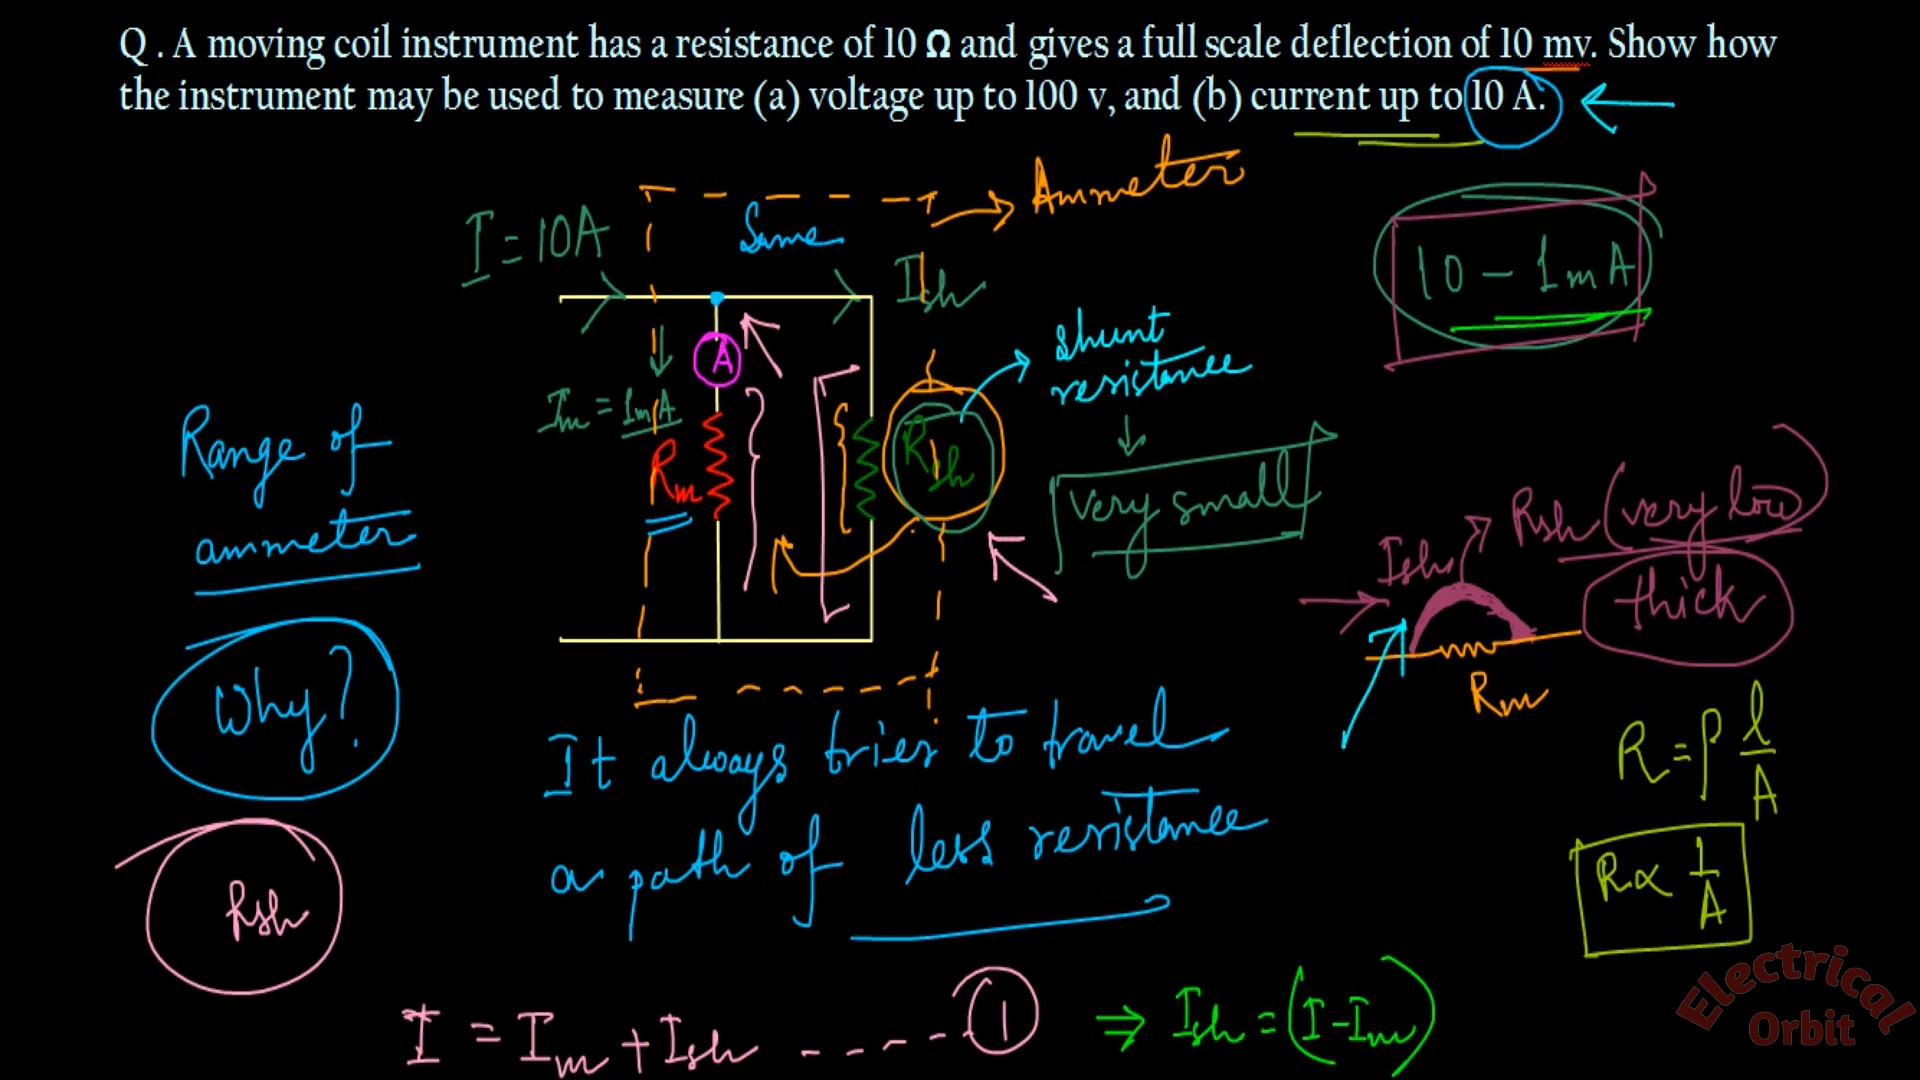 Q . A moving coil instrument has a resistance of 10 Ω and gives a full scale deflection of 10 mv. Show how
the instrument may be used to measure (a) voltage up to 100 v, and (b) current up to 10 A.
Ammeter
I = 10A
Same
Ish
10 - 1mA
A
Im = 1mA
Rm
Rsh
shunt
resistance
very small
Range of
ammeter
Why?
Rsh
Ish
Rsh (very low)
thick
Rm
R = ρ l/A
R ∝ 1/A
It always tries to travel
a path of less resistance
I = Im + Ish ----- 1
⇒ Ish = (I - Im)
Electrical
Orbit